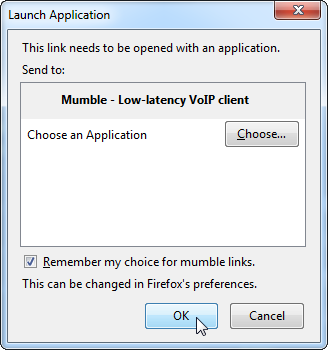 Launch Application
This link needs to be opened with an application.
Send to:
Mumble - Low-latency VoIP client
Choose an Application
Choose...
Remember my choice for mumble links.
This can be changed in Firefox's preferences.
OK
Cancel